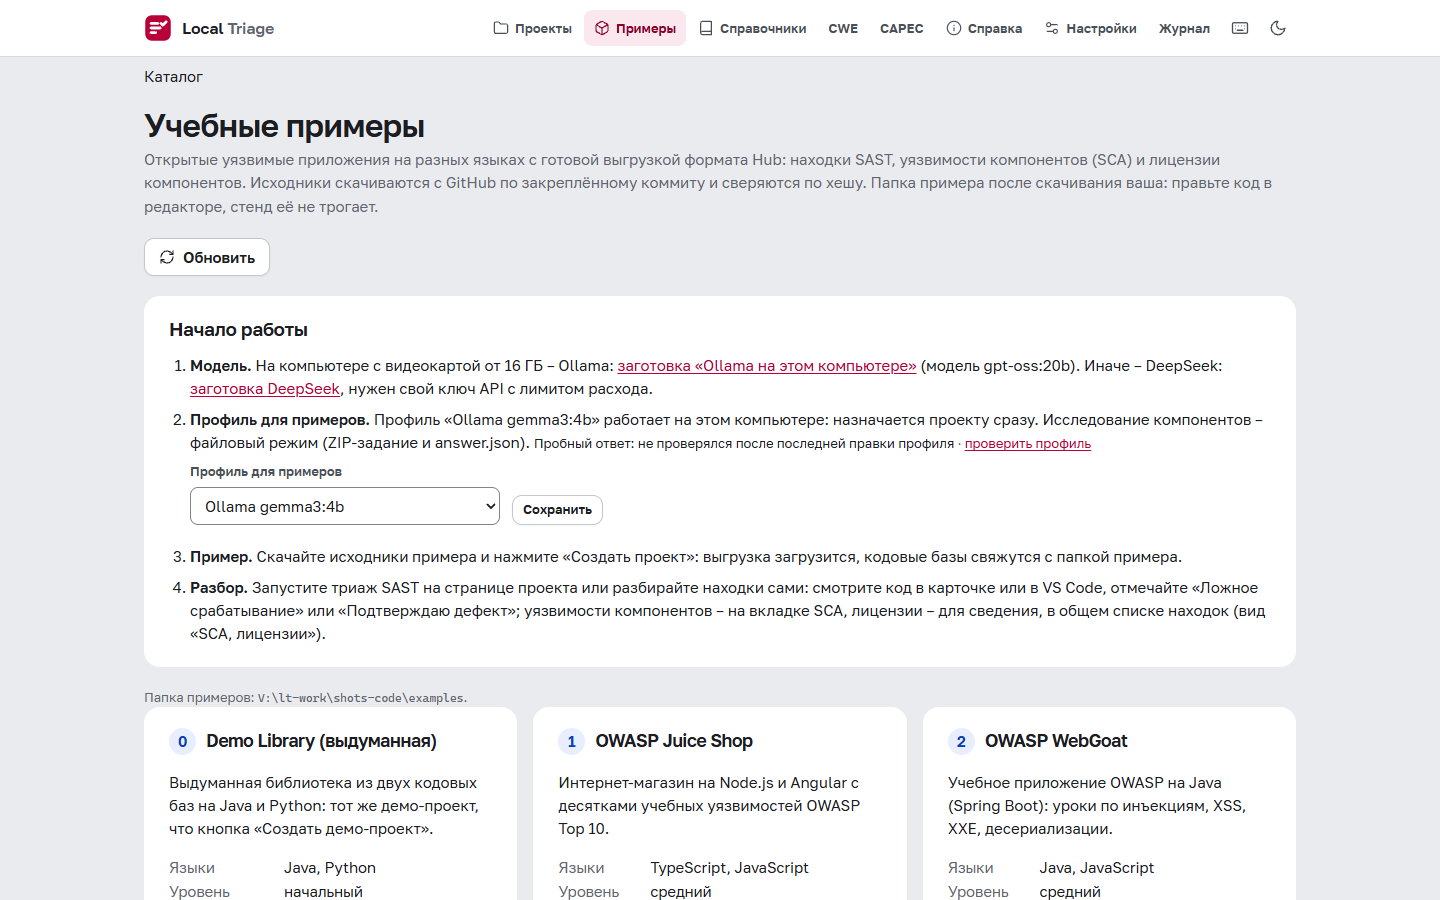 Local Triage
Проекты
Примеры
Справочники
CWE
CAPEC
Справка
Настройки
Журнал
Каталог
Учебные примеры
Открытые уязвимые приложения на разных языках с готовой выгрузкой формата Hub: находки SAST, уязвимости компонентов (SCA) и лицензии
компонентов. Исходники скачиваются с GitHub по закреплённому коммиту и сверяются по хешу. Папка примера после скачивания ваша: правьте код в
редакторе, стенд её не трогает.
Обновить
Начало работы
1. Модель. На компьютере с видеокартой от 16 ГБ – Ollama: заготовка «Ollama на этом компьютере» (модель gpt-oss:20b). Иначе – DeepSeek:
заготовка DeepSeek, нужен свой ключ API с лимитом расхода.
2. Профиль для примеров. Профиль «Ollama gemma3:4b» работает на этом компьютере: назначается проекту сразу. Исследование компонентов –
файловый режим (ZIP-задание и answer.json). Пробный ответ: не проверялся после последней правки профиля · проверить профиль
Профиль для примеров
Ollama gemma3:4b
Сохранить
3. Пример. Скачайте исходники примера и нажмите «Создать проект»: выгрузка загрузится, кодовые базы свяжутся с папкой примера.
4. Разбор. Запустите триаж SAST на странице проекта или разбирайте находки сами: смотрите код в карточке или в VS Code, отмечайте «Ложное
срабатывание» или «Подтверждаю дефект»; уязвимости компонентов – на вкладке SCA, лицензии – для сведения, в общем списке находок (вид
«SCA, лицензии»).
Папка примеров: V:\lt-work\shots-code\examples.
0 Demo Library (выдуманная)
Выдуманная библиотека из двух кодовых
баз на Java и Python: тот же демо-проект,
что кнопка «Создать демо-проект».
Языки Java, Python
Уровень начальный
1 OWASP Juice Shop
Интернет-магазин на Node.js и Angular с
десятками учебных уязвимостей OWASP
Top 10.
Языки TypeScript, JavaScript
Уровень средний
2 OWASP WebGoat
Учебное приложение OWASP на Java
(Spring Boot): уроки по инъекциям, XSS,
XXE, десериализации.
Языки Java, JavaScript
Уровень средний